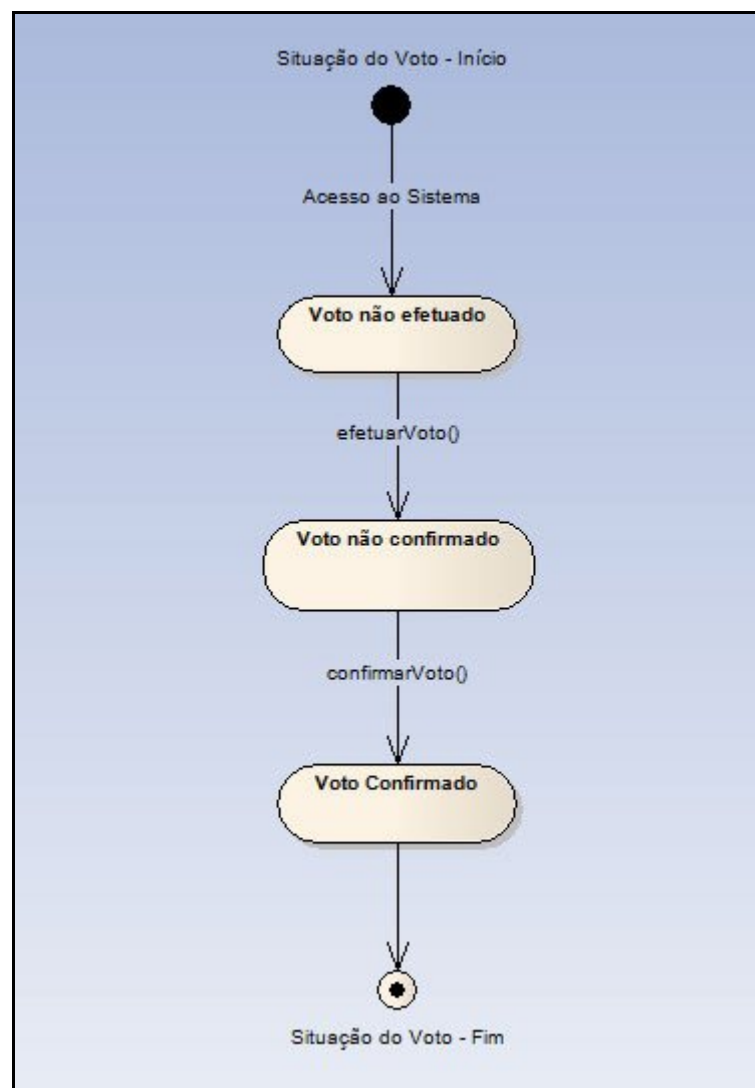 Situação do Voto - Início
Acesso ao Sistema
Voto não efetuado
efetuarVoto()
Voto não confirmado
confirmarVoto()
Voto Confirmado
Situação do Voto - Fim